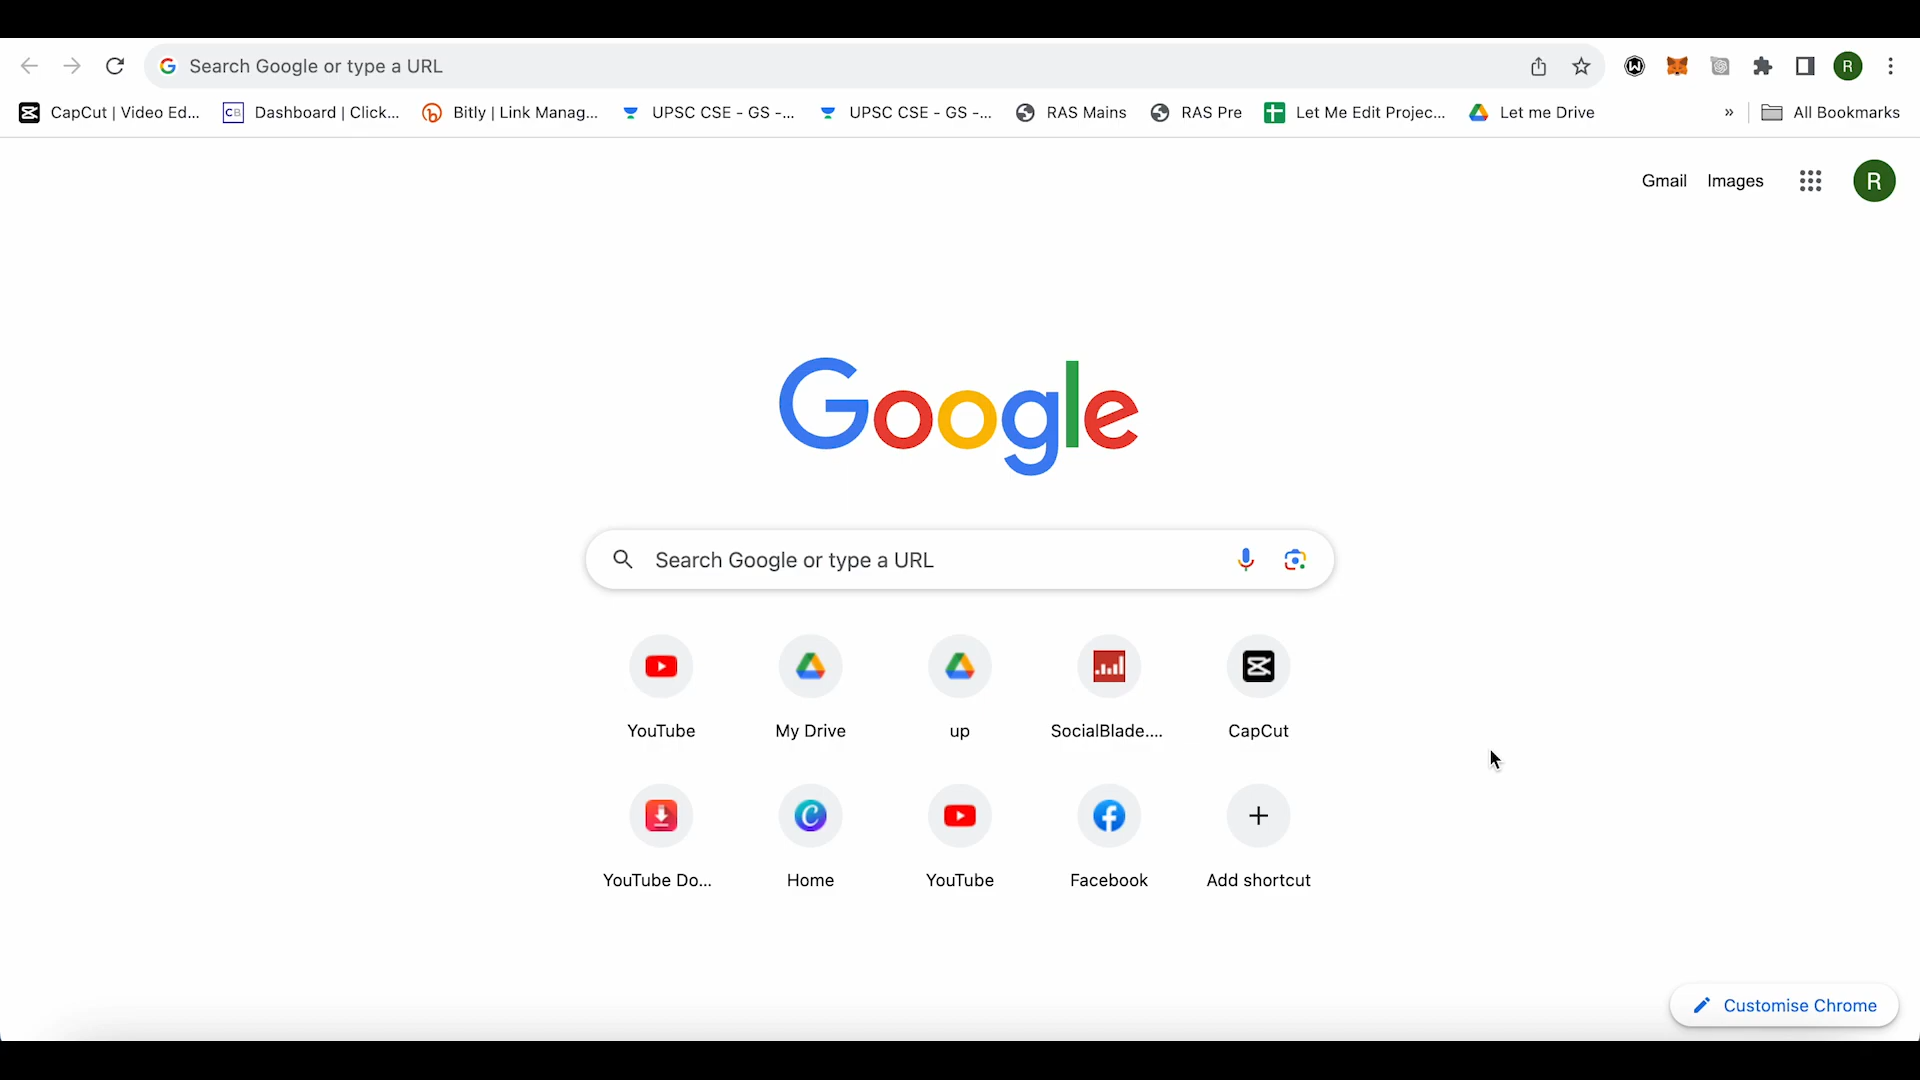 Search Google or type a URL
R
CapCut | Video Ed...
CB Dashboard | Click...
Bitly | Link Manag...
UPSC CSE - GS -...
UPSC CSE - GS -...
RAS Mains
RAS Pre
Let Me Edit Projec...
Let me Drive
»
All Bookmarks
Gmail
Images
R
Google
Search Google or type a URL
YouTube
My Drive
up
SocialBlade....
CapCut
YouTube Do...
Home
YouTube
Facebook
Add shortcut
Customise Chrome